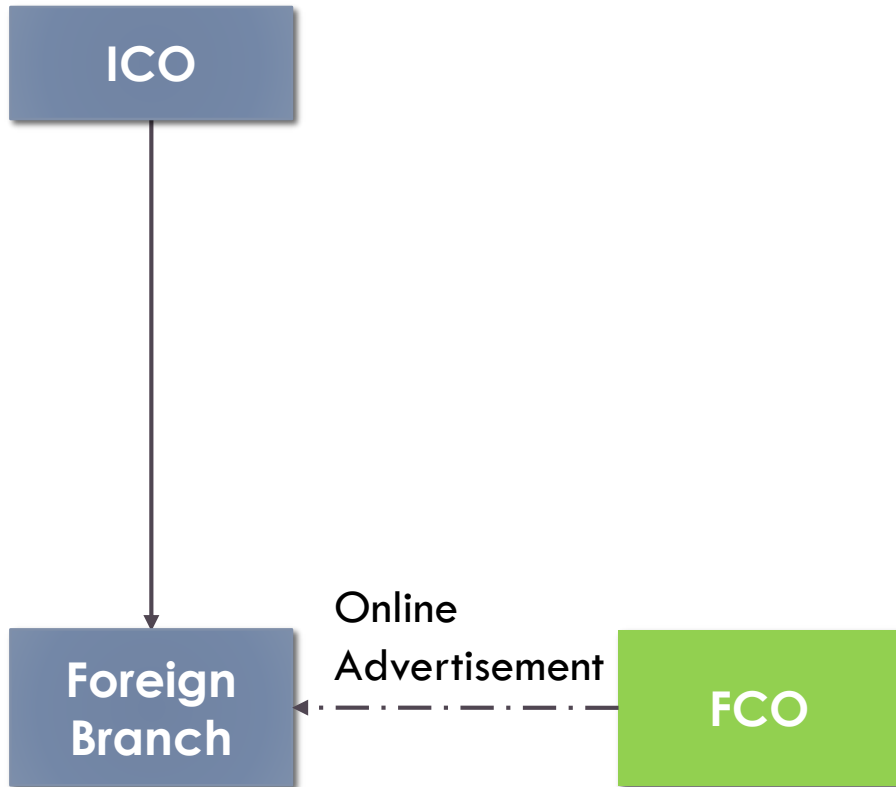 ICO
Online
Advertisement
Foreign
Branch
FCO